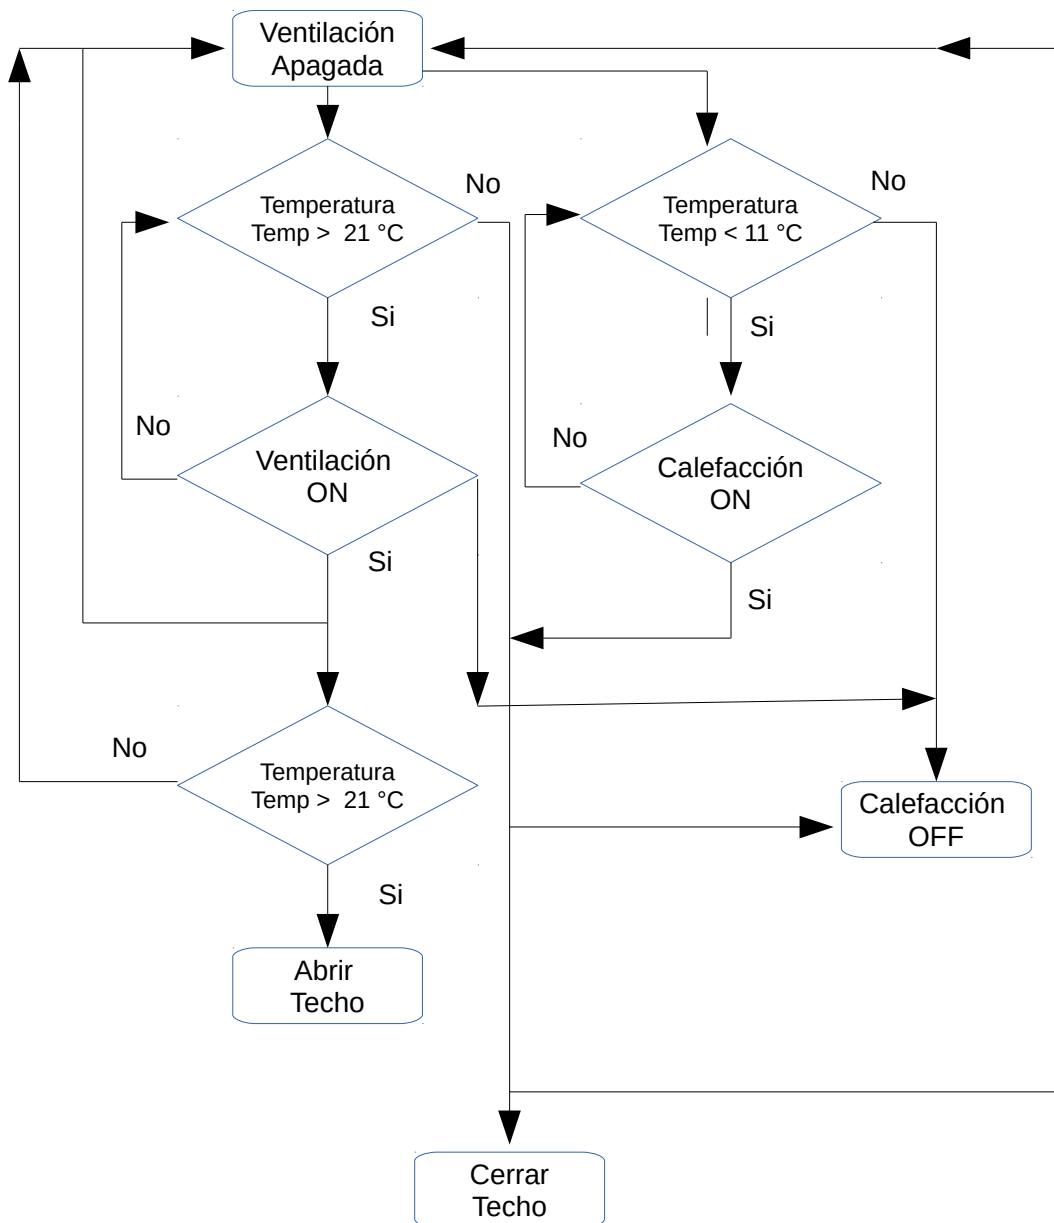 Ventilación
Apagada
No
Temperatura
Temp > 21 °C
No
Temperatura
Temp < 11 °C
Si
Si
No
Ventilación
ON
No
Calefacción
ON
Si
Si
No
Temperatura
Temp > 21 °C
Calefacción
OFF
Si
Abrir
Techo
Cerrar
Techo